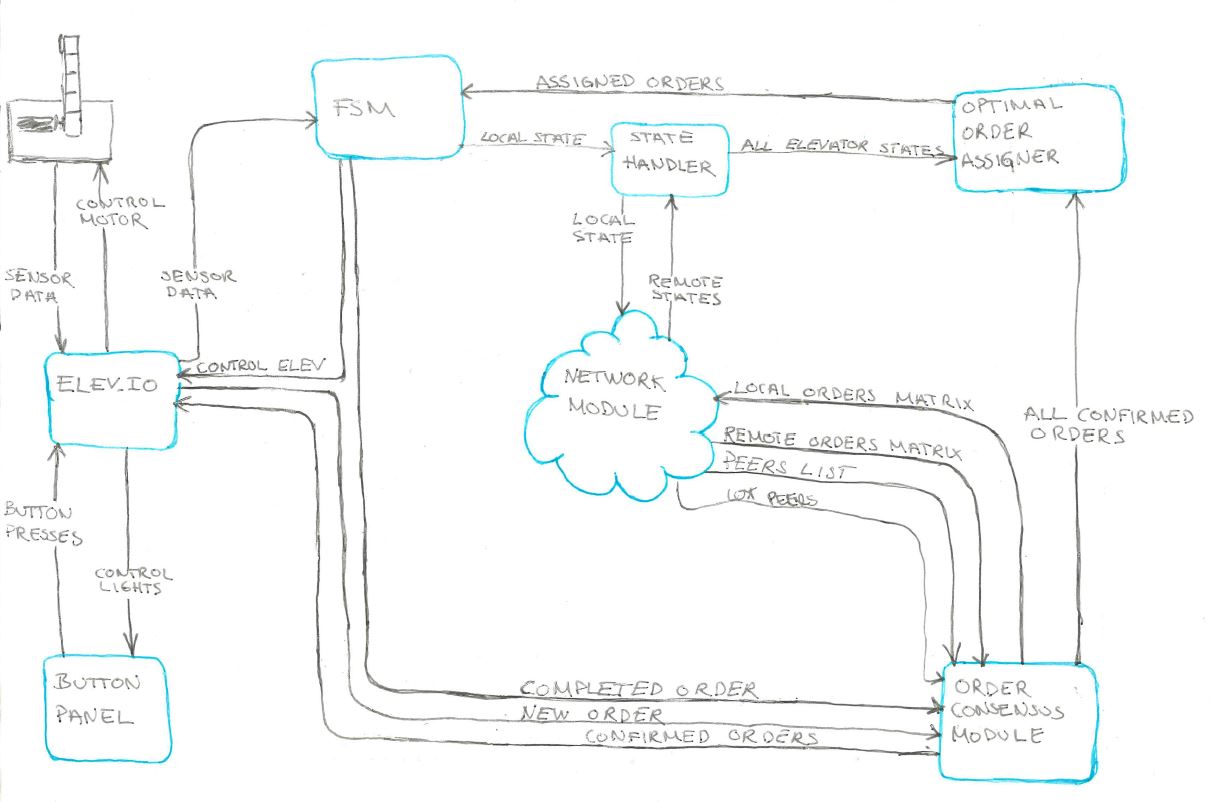 ASSIGNED ORDERS
FSM
OPTIMAL
ORDER
ASSIGNER
LOCAL STATE
STATE
HANDLER
ALL ELEVATOR STATES
CONTROL
MOTOR
LOCAL
STATE
SENSOR
DATA
SENSOR
DATA
REMOTE
STATES
CONTROL ELEV
ELEV.IO
NETWORK
MODULE
LOCAL ORDERS MATRIX
ALL CONFIRMED
ORDERS
REMOTE ORDERS MATRIX
PEERS LIST
PEERS
BUTTON
PRESSES
CONTROL
LIGHTS
BUTTON
PANEL
COMPLETED ORDER
NEW ORDER
CONFIRMED ORDERS
ORDER
CONSENSUS
MODULE